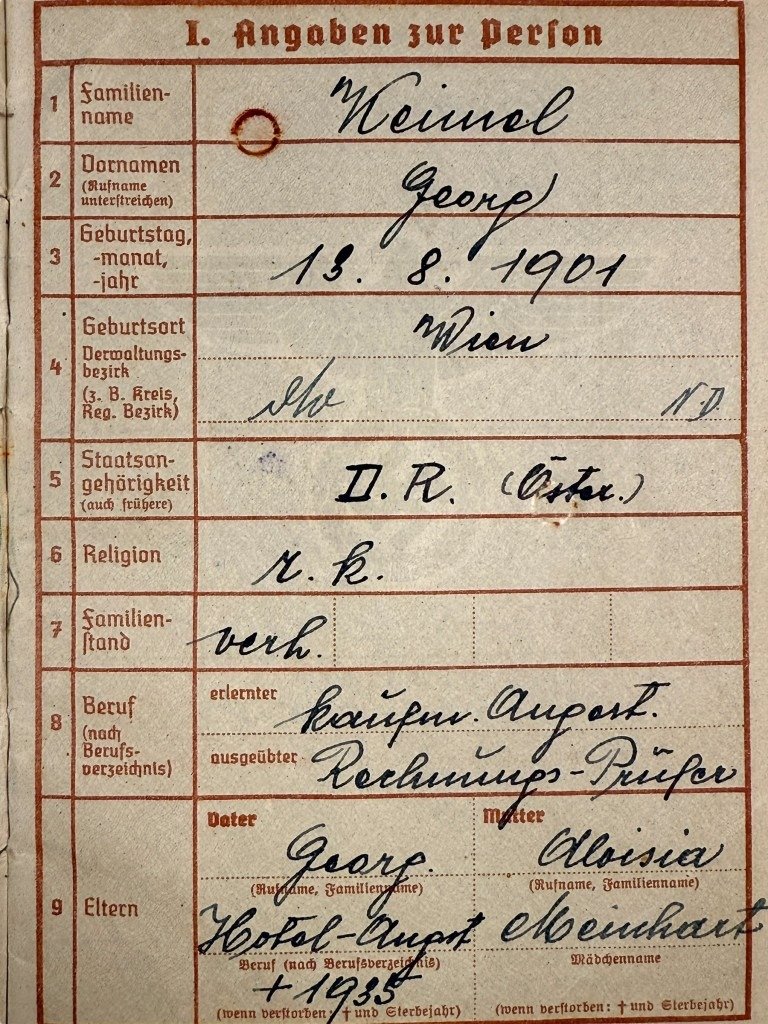 I. Angaben zur Person
1 Familien-
name
Weimel
2 Vornamen
(Rufname
unterstreichen)
Georg
3 Geburtstag,
-monat,
-jahr
13. 8. 1901
4 Geburtsort
Wien
Verwaltungs-
bezirk
(z. B. Kreis,
Reg. Bezirk)
dto N.D.
5 Staatsan-
gehörigkeit
(auch frühere)
D. R. (Öster.)
6 Religion
r. k.
7 Familien-
stand
verh.
8 Beruf
(nach
Berufs-
verzeichnis)
erlernter
kaufm. Angest.
ausgeübter
Rechnungs-Prüfer
9 Eltern
Vater Mutter
Georg. Aloisia
(Rufname, Familienname) (Rufname, Familienname)
Hotel-Angst Meinhart
Beruf (nach Berufsverzeichnis) Mädchenname
+ 1935
(wenn verstorben: † und Sterbejahr) (wenn verstorben: † und Sterbejahr)